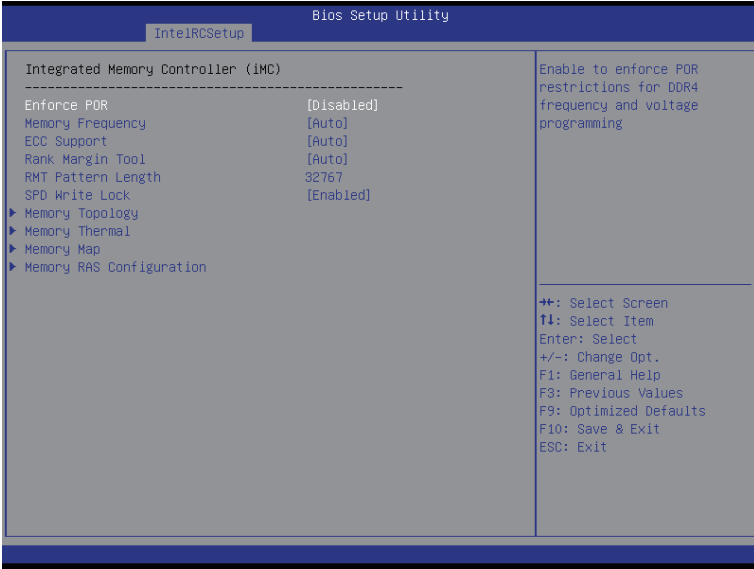 Bios Setup Utility
IntelRCSetup
Integrated Memory Controller (iMC)
--------------------------------------------------
Enforce POR [Disabled]
Memory Frequency [Auto]
ECC Support [Auto]
Rank Margin Tool [Auto]
RMT Pattern Length 32767
SPD Write Lock [Enabled]
Memory Topology
Memory Thermal
Memory Map
Memory RAS Configuration
Enable to enforce POR
restrictions for DDR4
frequency and voltage
programming
→←: Select Screen
↑↓: Select Item
Enter: Select
+/-: Change Opt.
F1: General Help
F3: Previous Values
F9: Optimized Defaults
F10: Save & Exit
ESC: Exit